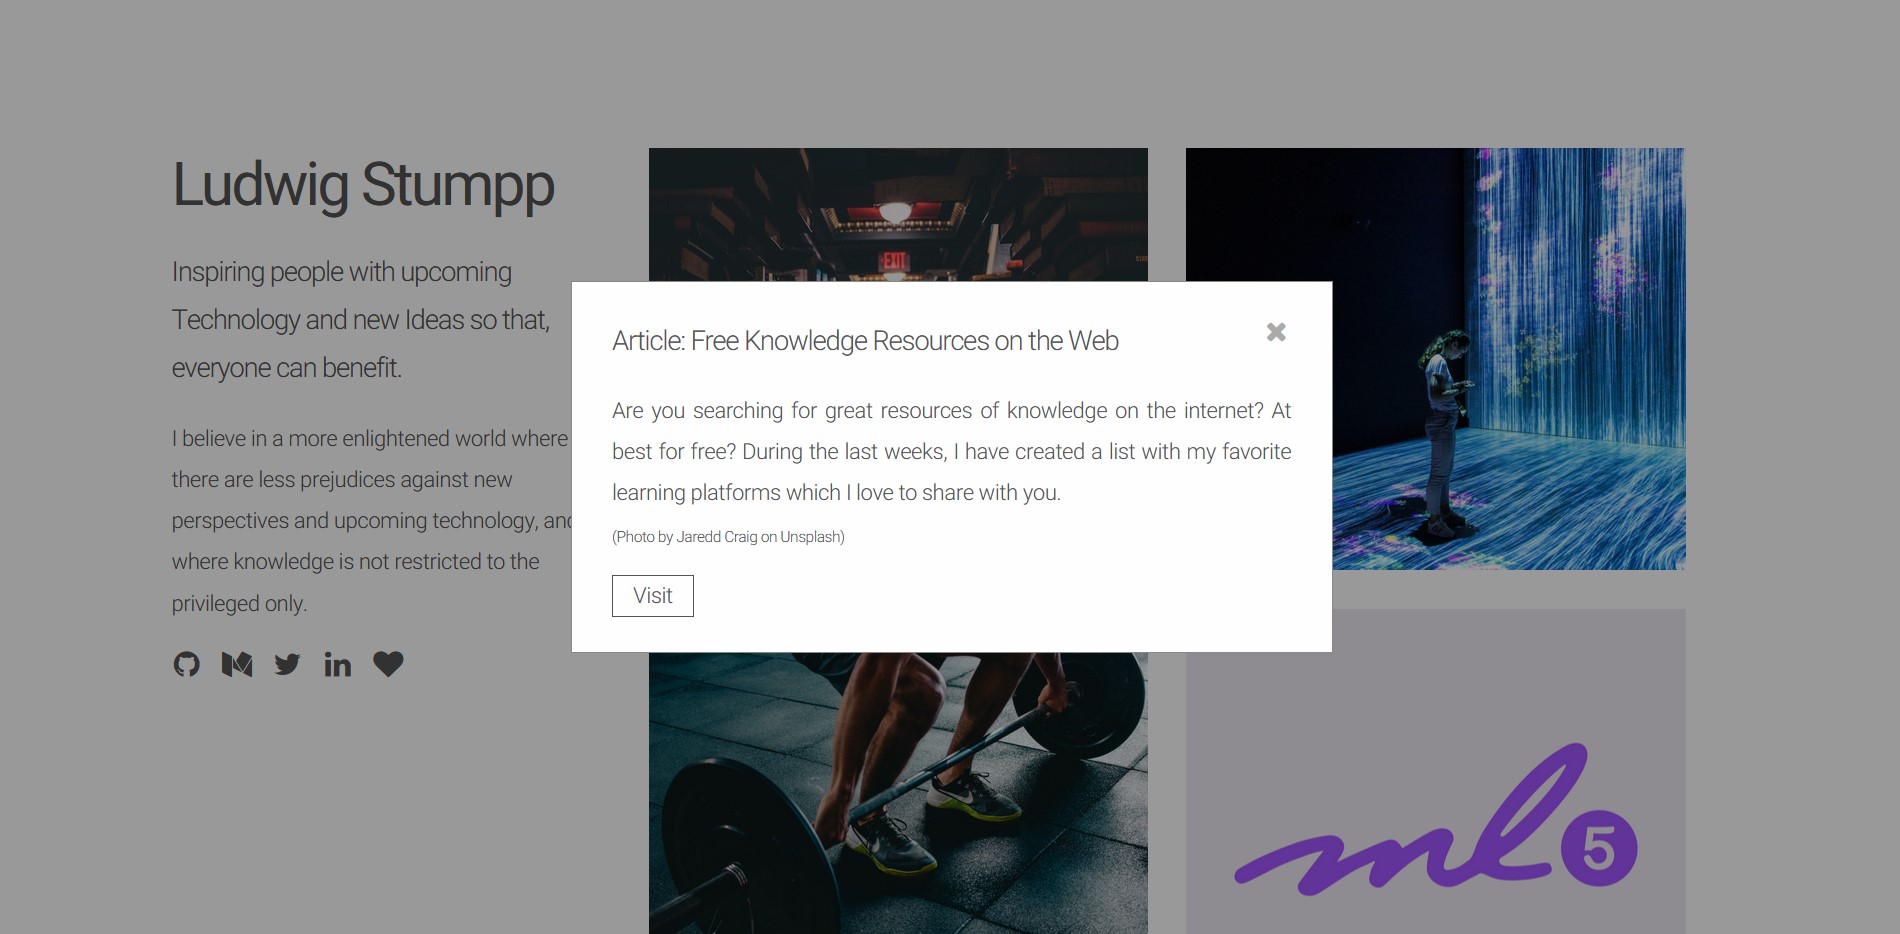 Ludwig Stumpp
Inspiring people with upcoming
Technology and new Ideas so that,
everyone can benefit.
I believe in a more enlightened world where
there are less prejudices against new
perspectives and upcoming technology, and
where knowledge is not restricted to the
privileged only.
EXIT
Article: Free Knowledge Resources on the Web
Are you searching for great resources of knowledge on the internet? At
best for free? During the last weeks, I have created a list with my favorite
learning platforms which I love to share with you.
(Photo by Jaredd Craig on Unsplash)
Visit
ml5